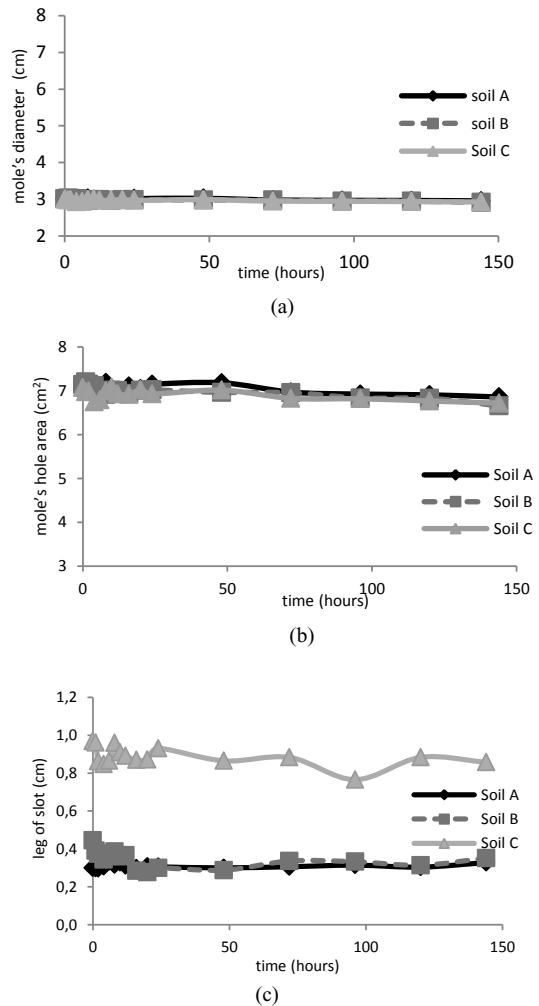 8
7
6
5
4
3
2
mole's diameter (cm)
soil A
soil B
Soil C
0
50
100
150
time (hours)
(a)
8
7
6
5
4
3
mole's hole area (cm²)
Soil A
Soil B
Soil C
0
50
100
150
time (hours)
(b)
1,2
1,0
0,8
0,6
0,4
0,2
0,0
leg of slot (cm)
Soil A
Soil B
Soil C
0
50
100
150
time (hours)
(c)